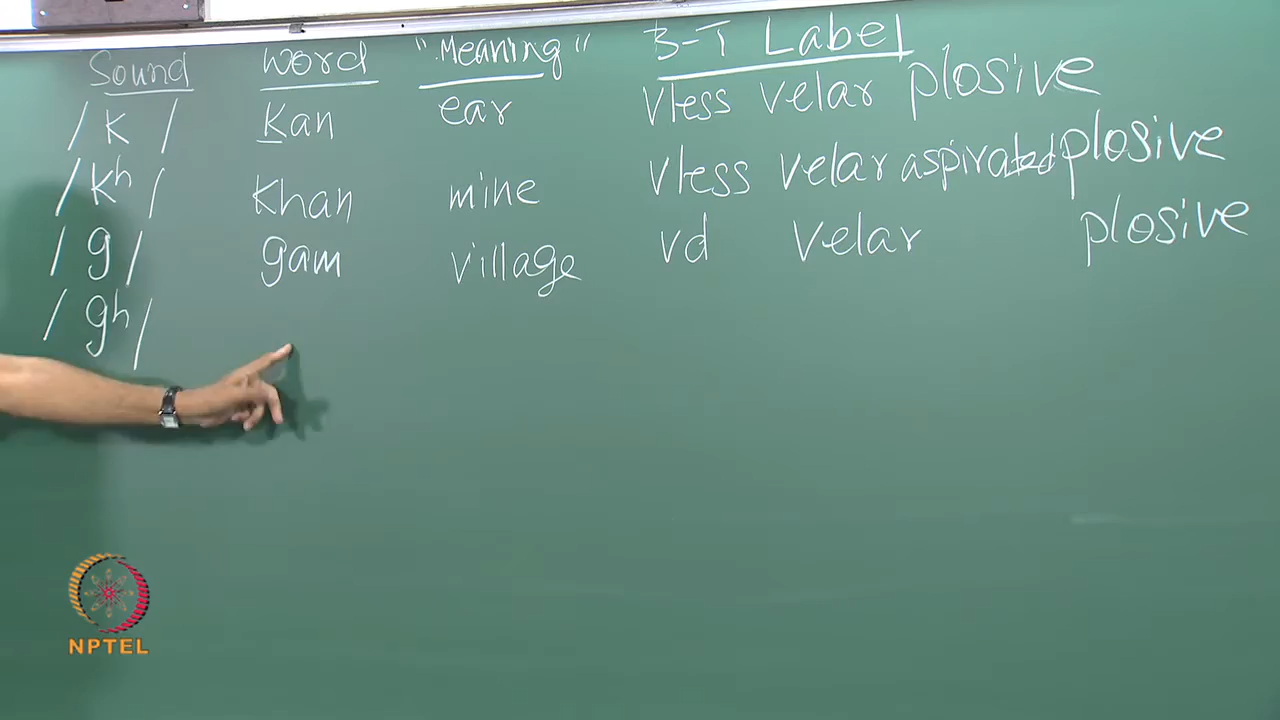 Sound word "Meaning" 3-T Label
/ k / kan ear Vless velar plosive
/ kh / khan mine Vless velar aspirated plosive
/ g / gam village vd velar plosive
/ gh /
NPTEL